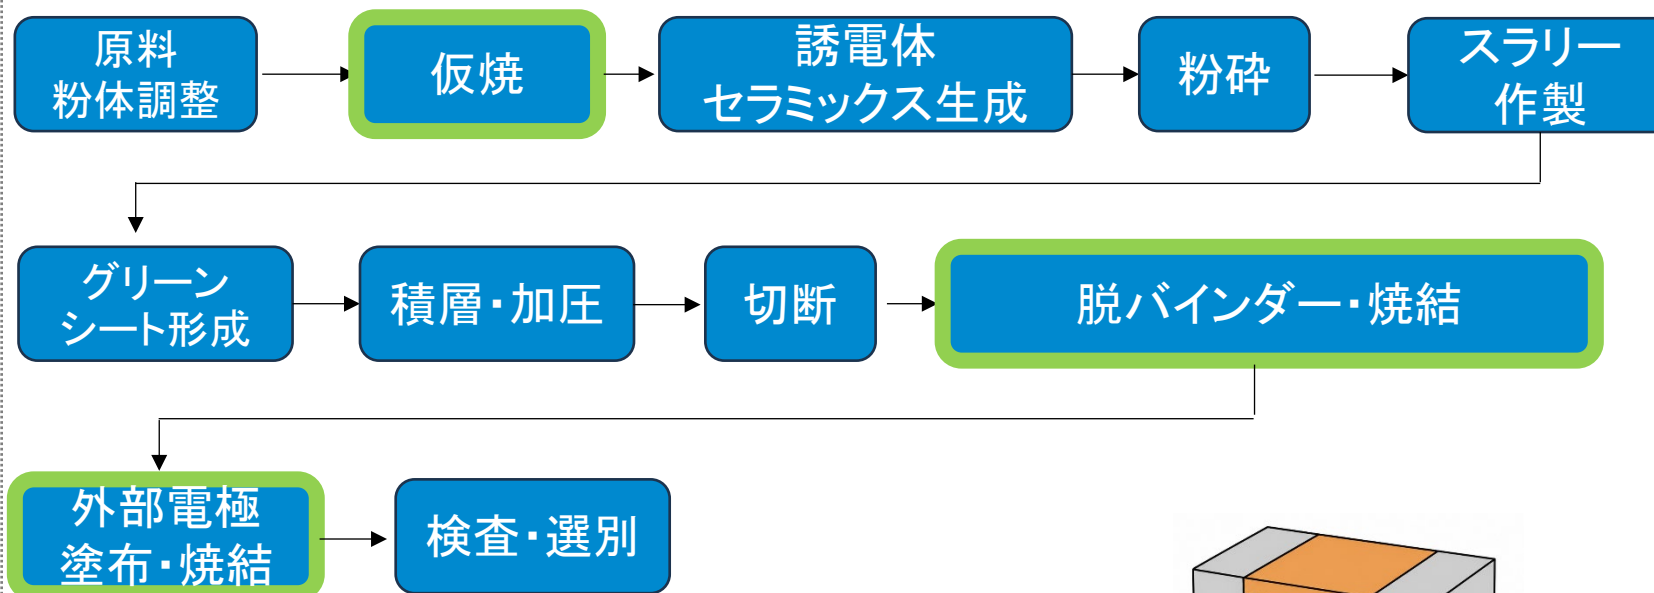 原料
粉体調整
仮焼
誘電体
セラミックス生成
粉砕
スラリー
作製
グリーン
シート形成
積層・加圧
切断
脱バインダー・焼結
外部電極
塗布・焼結
検査・選別